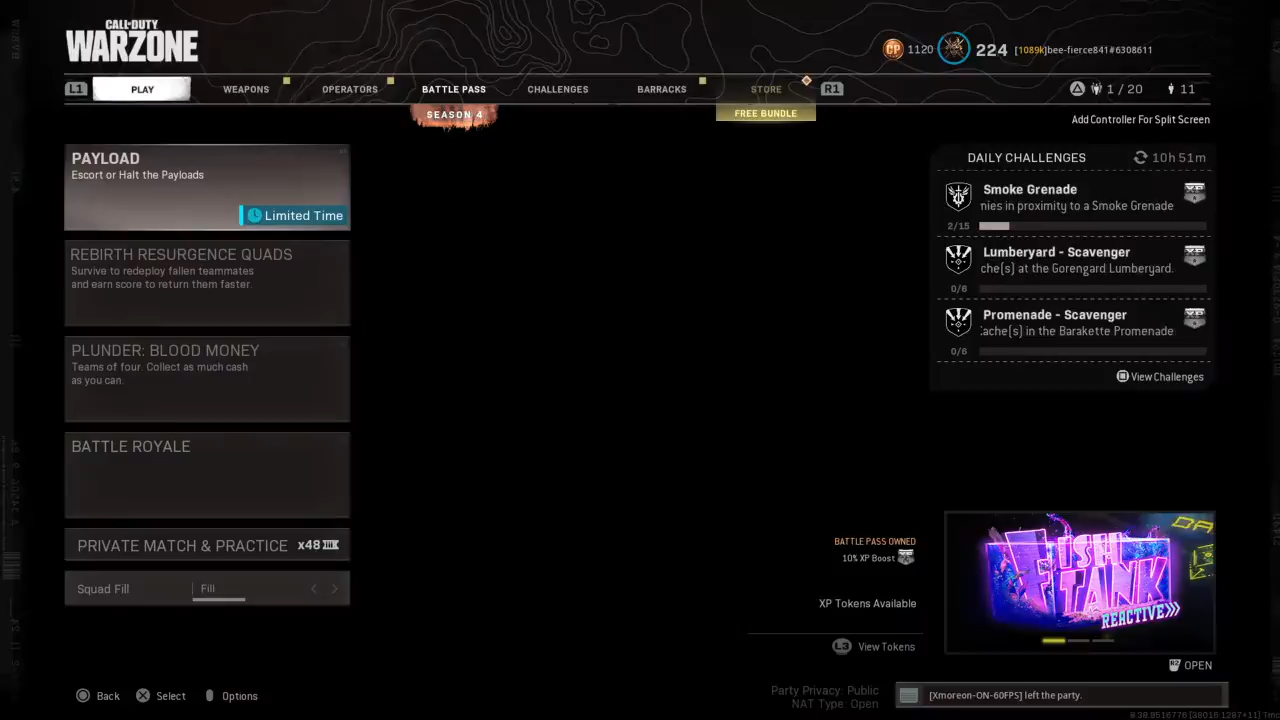 CALL OF DUTY
WARZONE
CP 1120
224
[1089k]bee-fierce841#6308611
L1
PLAY
WEAPONS
OPERATORS
BATTLE PASS
CHALLENGES
BARRACKS
STORE
R1
1 / 20
11
SEASON 4
FREE BUNDLE
Add Controller For Split Screen
PAYLOAD
Escort or Halt the Payloads
Limited Time
REBIRTH RESURGENCE QUADS
Survive to redeploy fallen teammates
and earn score to return them faster.
PLUNDER: BLOOD MONEY
Teams of four. Collect as much cash
as you can.
BATTLE ROYALE
PRIVATE MATCH & PRACTICE x48
Squad Fill
Fill
DAILY CHALLENGES
10h 51m
Smoke Grenade
nies in proximity to a Smoke Grenade
XP
2/15
Lumberyard - Scavenger
che(s) at the Gorengard Lumberyard.
XP
0/6
Promenade - Scavenger
Cache(s) in the Barakette Promenade
XP
0/6
View Challenges
BATTLE PASS OWNED
10% XP Boost
XP Tokens Available
L3 View Tokens
FISH
TANK
REACTIVE
R2 OPEN
Back
Select
Options
Party Privacy: Public
NAT Type: Open
[Xmoreon-ON-60FPS] left the party.